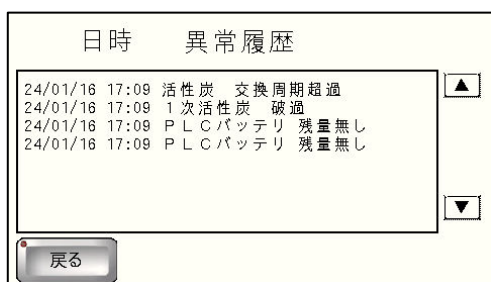 日時　異常履歴
24/01/16 17:09 活性炭　交換周期超過
24/01/16 17:09 １次活性炭　破過
24/01/16 17:09 ＰＬＣバッテリ 残量無し
24/01/16 17:09 ＰＬＣバッテリ 残量無し
戻る